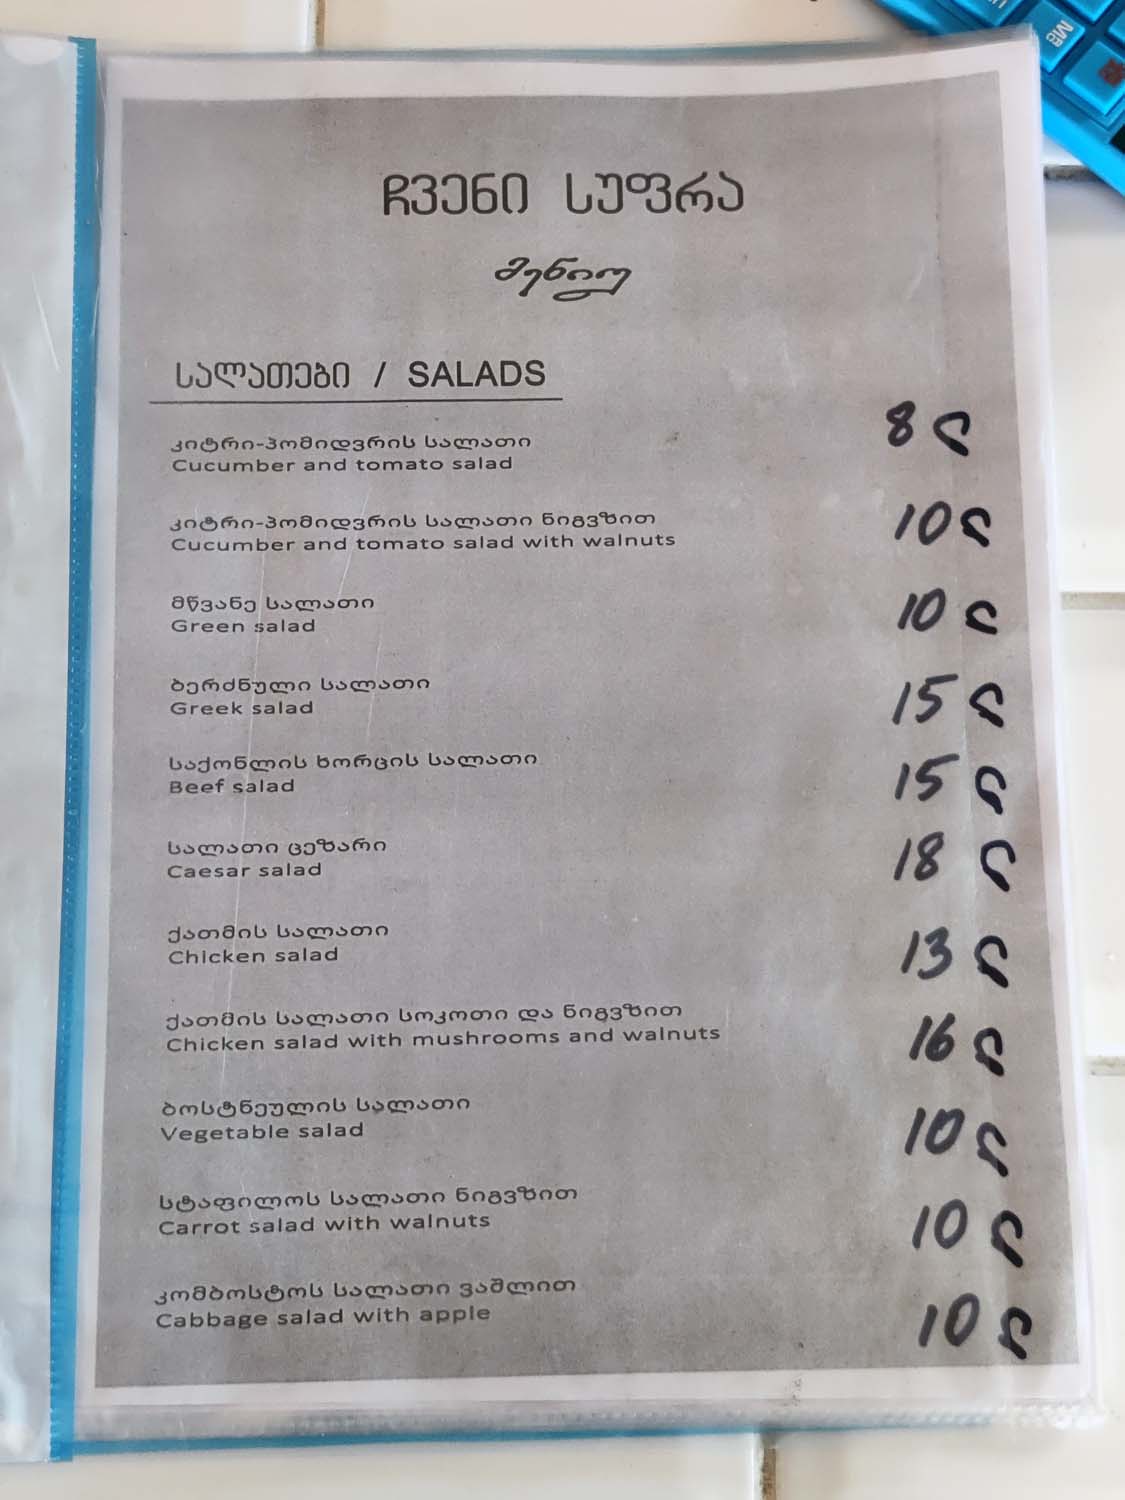 ჩვენი სუფრა
მენიუ
სალათები / SALADS
კიტრი-პომიდვრის სალათი
Cucumber and tomato salad
8 ლ
კიტრი-პომიდვრის სალათი ნიგვზით
Cucumber and tomato salad with walnuts
10 ლ
მწვანე სალათი
Green salad
10 ლ
ბერძნული სალათი
Greek salad
15 ლ
საქონლის ხორცის სალათი
Beef salad
15 ლ
სალათი ცეზარი
Caesar salad
18 ლ
ქათმის სალათი
Chicken salad
13 ლ
ქათმის სალათი სოკოთი და ნიგვზით
Chicken salad with mushrooms and walnuts
16 ლ
ბოსტნეულის სალათი
Vegetable salad
10 ლ
სტაფილოს სალათი ნიგვზით
Carrot salad with walnuts
10 ლ
კომბოსტოს სალათი ვაშლით
Cabbage salad with apple
10 ლ